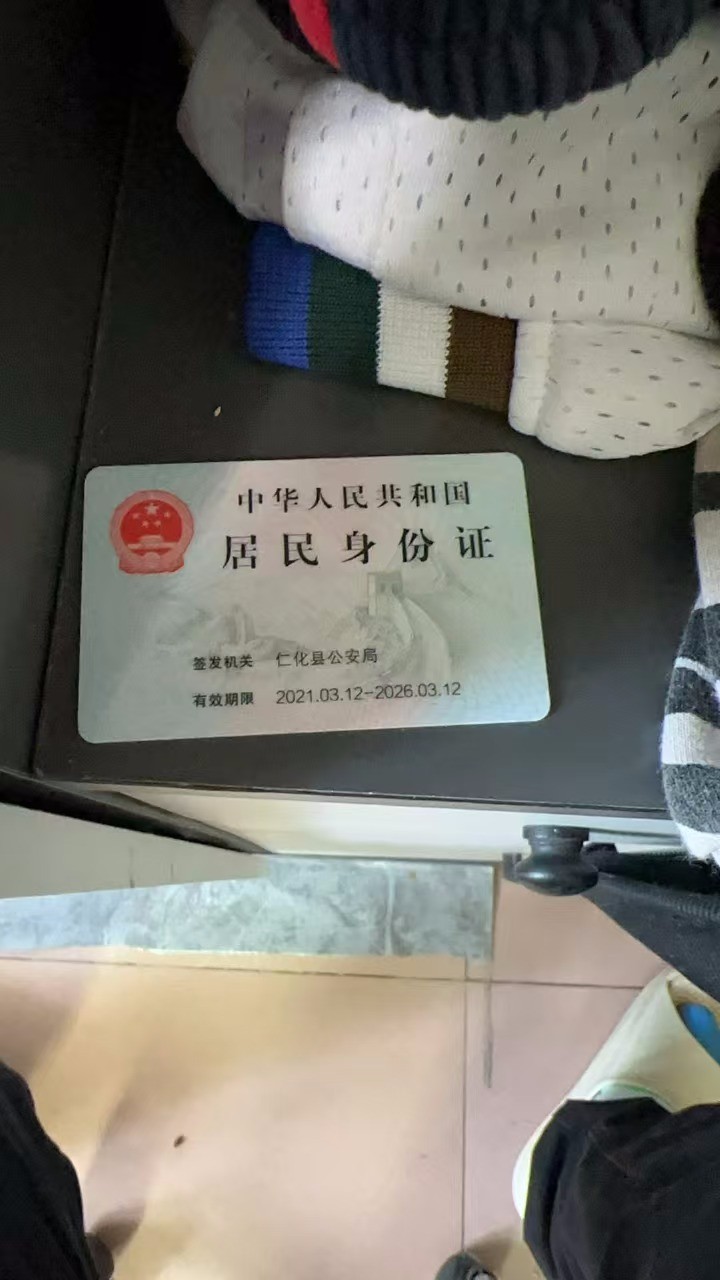 中华人民共和国
居民身份证
签发机关 仁化县公安局
有效期限 2021.03.12-2026.03.12